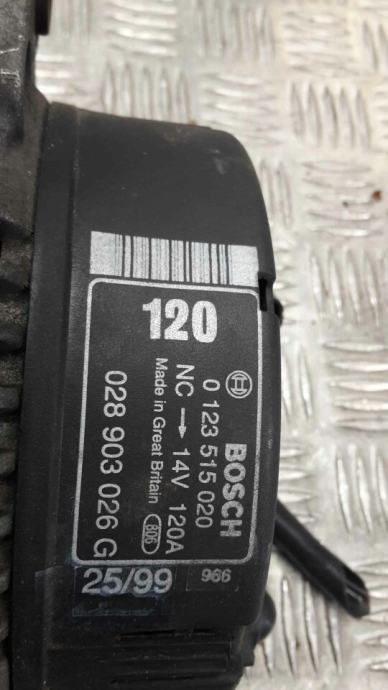 120
BOSCH
0 123 515 020
NC → 14V 120A
Made in Great Britain 806
028 903 026 G
25/99
966